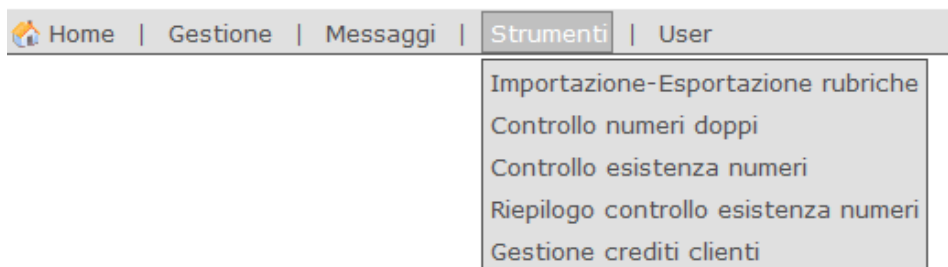 Home | Gestione | Messaggi | Strumenti | User
Importazione-Esportazione rubriche
Controllo numeri doppi
Controllo esistenza numeri
Riepilogo controllo esistenza numeri
Gestione crediti clienti